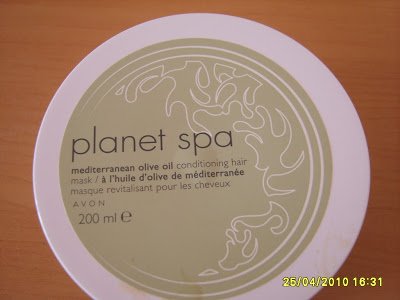 planet spa
mediterranean olive oil conditioning hair
mask / à l'huile d'olive de méditerranée
masque revitalisant pour les cheveux
AVON
200 ml ℮
25/04/2010 16:31